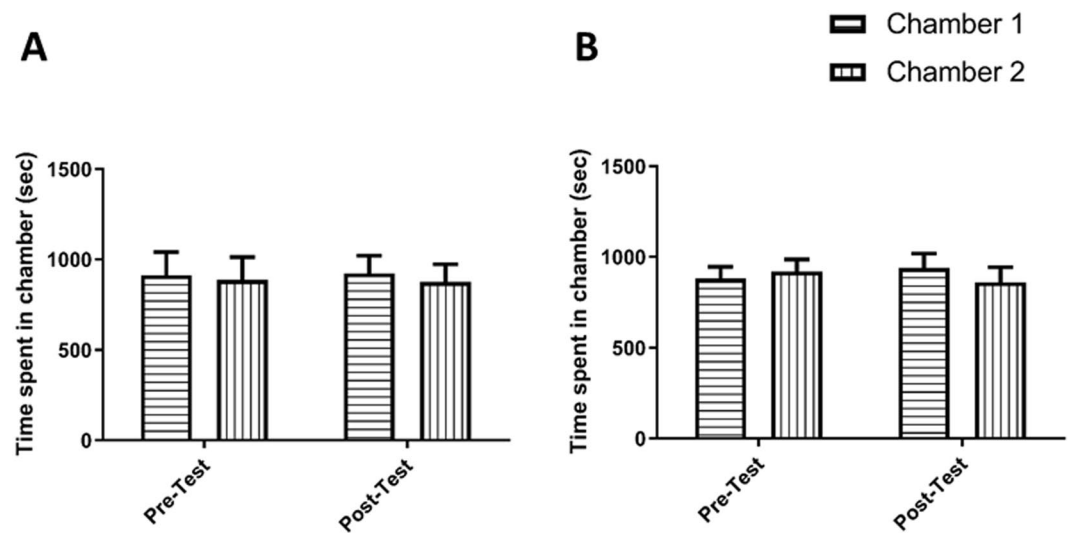 A
B
Chamber 1
Chamber 2
Time spent in chamber (sec)
1500
1000
500
0
Pre-Test
Post-Test
Time spent in chamber (sec)
1500
1000
500
0
Pre-Test
Post-Test